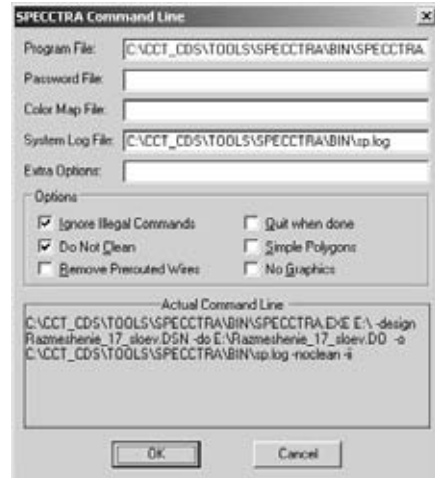 SPECCTRA Command Line
Program File: C:\CCT_CDS\TOOLS\SPECCTRA\BIN\SPECCTRA
Password File:
Color Map File:
System Log File: C:\CCT_CDS\TOOLS\SPECCTRA\BIN\sp.log
Extra Options:
Options
Ignore Illegal Commands Quit when done
Do Not Clean Simple Polygons
Remove Prerouted Wires No Graphics
Actual Command Line
C:\CCT_CDS\TOOLS\SPECCTRA\BIN\SPECCTRA.EXE E:\ -design
Razmeshenie_17_sloev.DSN -do E:\Razmeshenie_17_sloev.DO -o
C:\CCT_CDS\TOOLS\SPECCTRA\BIN\sp.log -noclean -i
OK Cancel